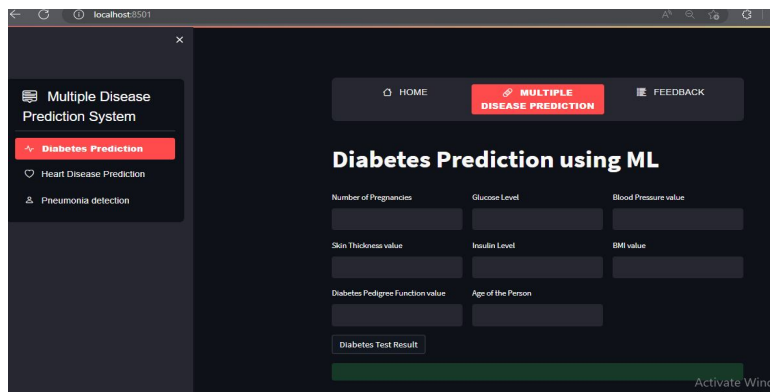 localhost:8501
Multiple Disease
Prediction System
Diabetes Prediction
Heart Disease Prediction
Pneumonia detection
HOME
MULTIPLE
DISEASE PREDICTION
FEEDBACK
Diabetes Prediction using ML
Number of Pregnancies
Glucose Level
Blood Pressure value
Skin Thickness value
Insulin Level
BMI value
Diabetes Pedigree Function value
Age of the Person
Diabetes Test Result
Activate Wind